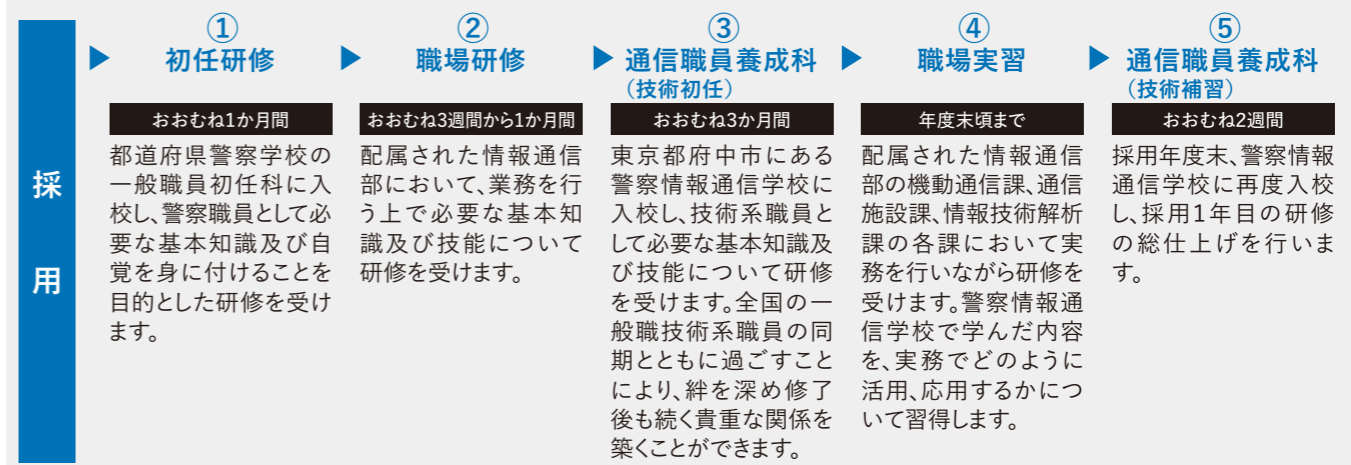 採用
▶
①
初任研修
おおむね1か月間
都道府県警察学校の
一般職員初任科に入
校し、警察職員として必
要な基本知識及び自
覚を身に付けることを
目的とした研修を受け
ます。
▶
②
職場研修
おおむね3週間から1か月間
配属された情報通信
部において、業務を行
う上で必要な基本知
識及び技能について
研修を受けます。
▶
③
通信職員養成科
（技術初任）
おおむね3か月間
東京都府中市にある
警察情報通信学校に
入校し、技術系職員と
して必要な基本知識及
び技能について研修
を受けます。全国の一
般職技術系職員の同
期とともに過ごすこと
により、絆を深め修了
後も続く貴重な関係を
築くことができます。
▶
④
職場実習
年度末頃まで
配属された情報通信
部の機動通信課、通信
施設課、情報技術解析
課の各課において実
務を行いながら研修を
受けます。警察情報通
信学校で学んだ内容
を、実務でどのように
活用、応用するかにつ
いて習得します。
▶
⑤
通信職員養成科
（技術補習）
おおむね2週間
採用年度末、警察情報
通信学校に再度入校
し、採用1年目の研修
の総仕上げを行いま
す。